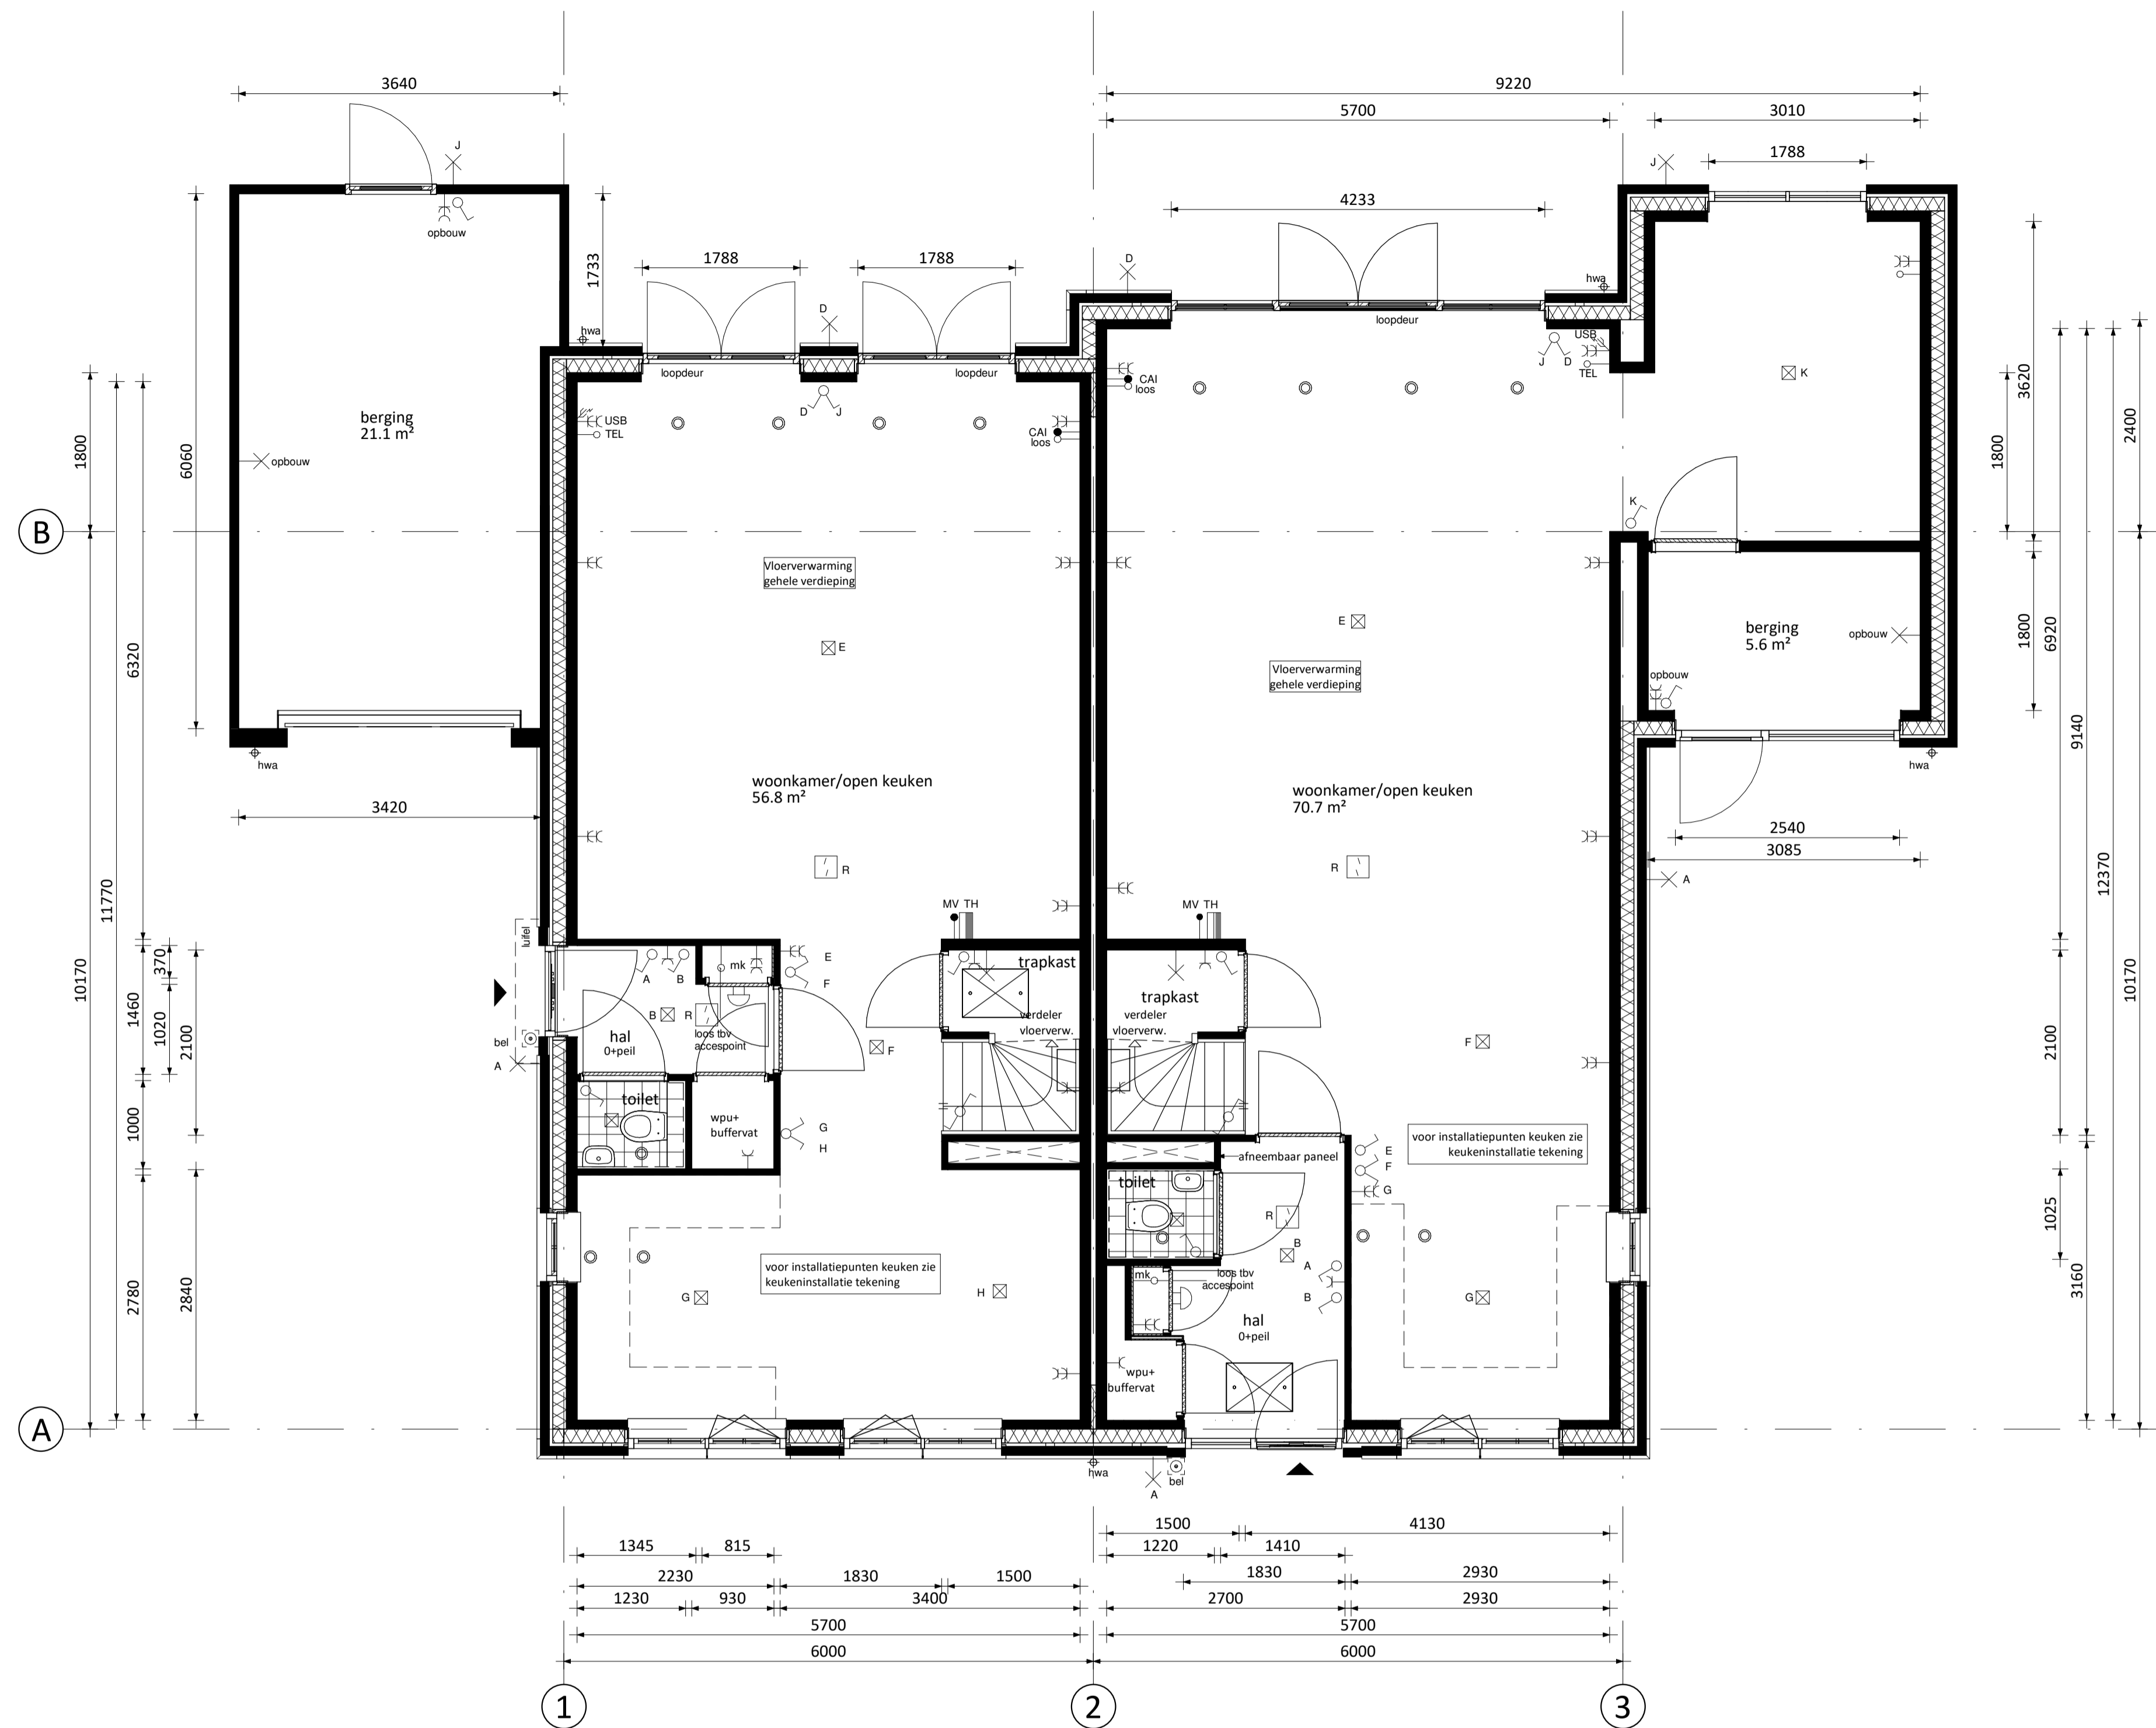 3640
9220
5700
3010
1788
J
J
4233
opbouw
1733
1788
1788
D
D
hwa
hwa
loopdeur
USB
J
D
TEL
loopdeur
loopdeur
CAI
loos
K
D
J
USB
TEL
CAI
loos
berging
21.1 m²
opbouw
1800
6060
3620
2400
1800
K
B
Vloerverwarming
gehele verdieping
E
E
Vloerverwarming
gehele verdieping
berging
5.6 m²
opbouw
opbouw
1800
6920
6320
9140
hwa
hwa
woonkamer/open keuken
56.8 m²
woonkamer/open keuken
70.7 m²
3420
2540
3085
A
R
R
11770
12370
MV TH
MV TH
luifel
10170
10170
1460
370
1020
2100
A
B
mk
E
F
trapkast
trapkast
B
R
loos tbv
accespoint
hal
0+peil
verdeler
vloerverw.
verdeler
vloerverw.
bel
A
F
F
2100
toilet
wpu+
buffervat
G
H
1000
voor installatiepunten keuken zie
keukeninstallatie tekening
afneembaar paneel
E
F
G
toilet
R
B
1025
2780
2840
3160
voor installatiepunten keuken zie
keukeninstallatie tekening
G
H
mk
loos tbv
accespoint
A
B
hal
0+peil
G
wpu+
buffervat
A
hwa
bel
A
1500
4130
1345
815
1220
1410
2230
1830
1500
1830
2930
1230
930
3400
2700
2930
5700
5700
6000
6000
1
2
3